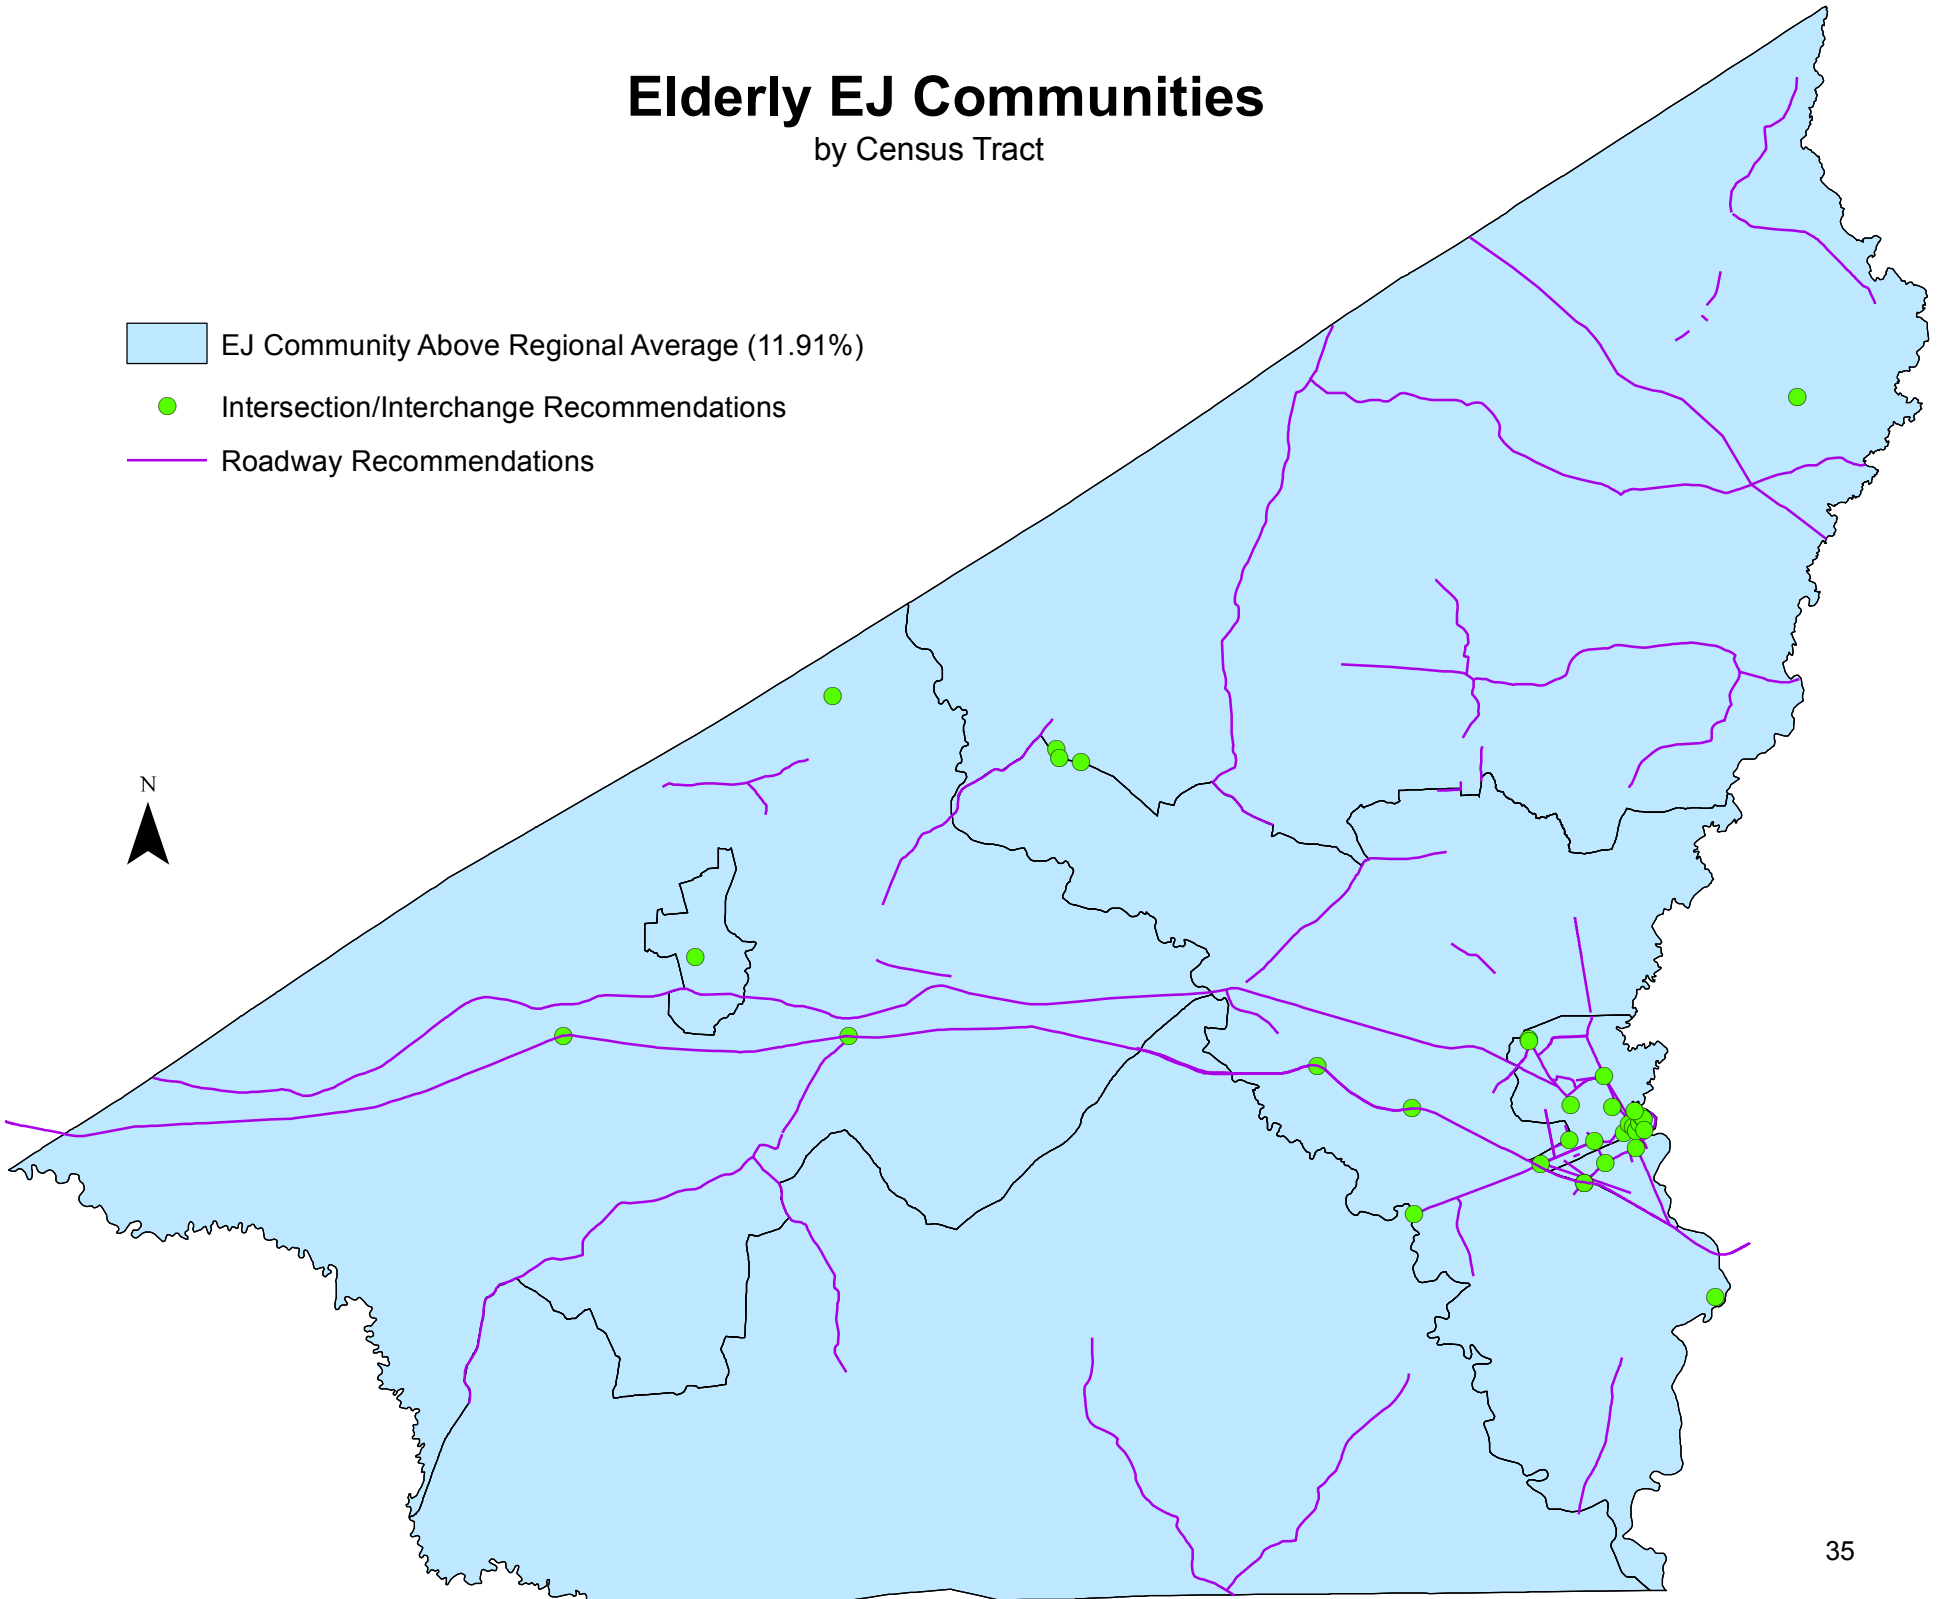 Elderly EJ Communities
by Census Tract
EJ Community Above Regional Average (11.91%)
Intersection/Interchange Recommendations
Roadway Recommendations
N
35